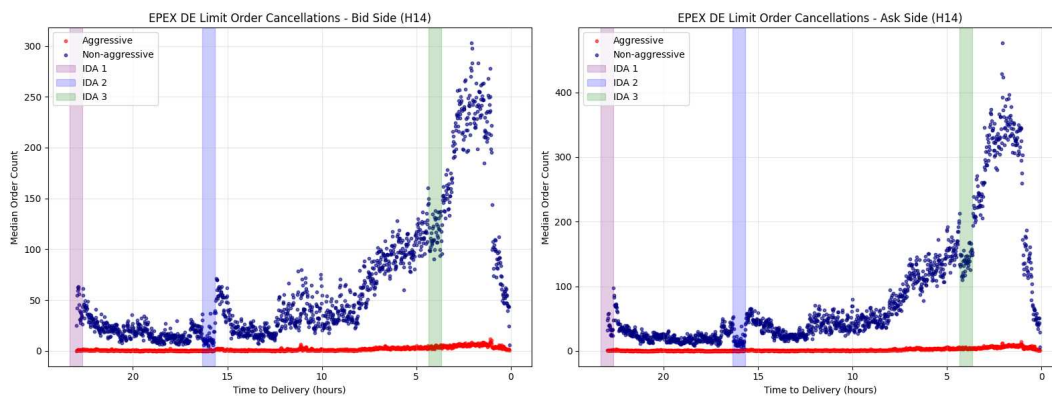 EPEX DE Limit Order Cancellations - Bid Side (H14)
Aggressive
Non-aggressive
IDA 1
IDA 2
IDA 3
300
250
200
150
100
50
0
Median Order Count
20
15
10
5
0
Time to Delivery (hours)
EPEX DE Limit Order Cancellations - Ask Side (H14)
Aggressive
Non-aggressive
IDA 1
IDA 2
IDA 3
400
300
200
100
0
Median Order Count
20
15
10
5
0
Time to Delivery (hours)